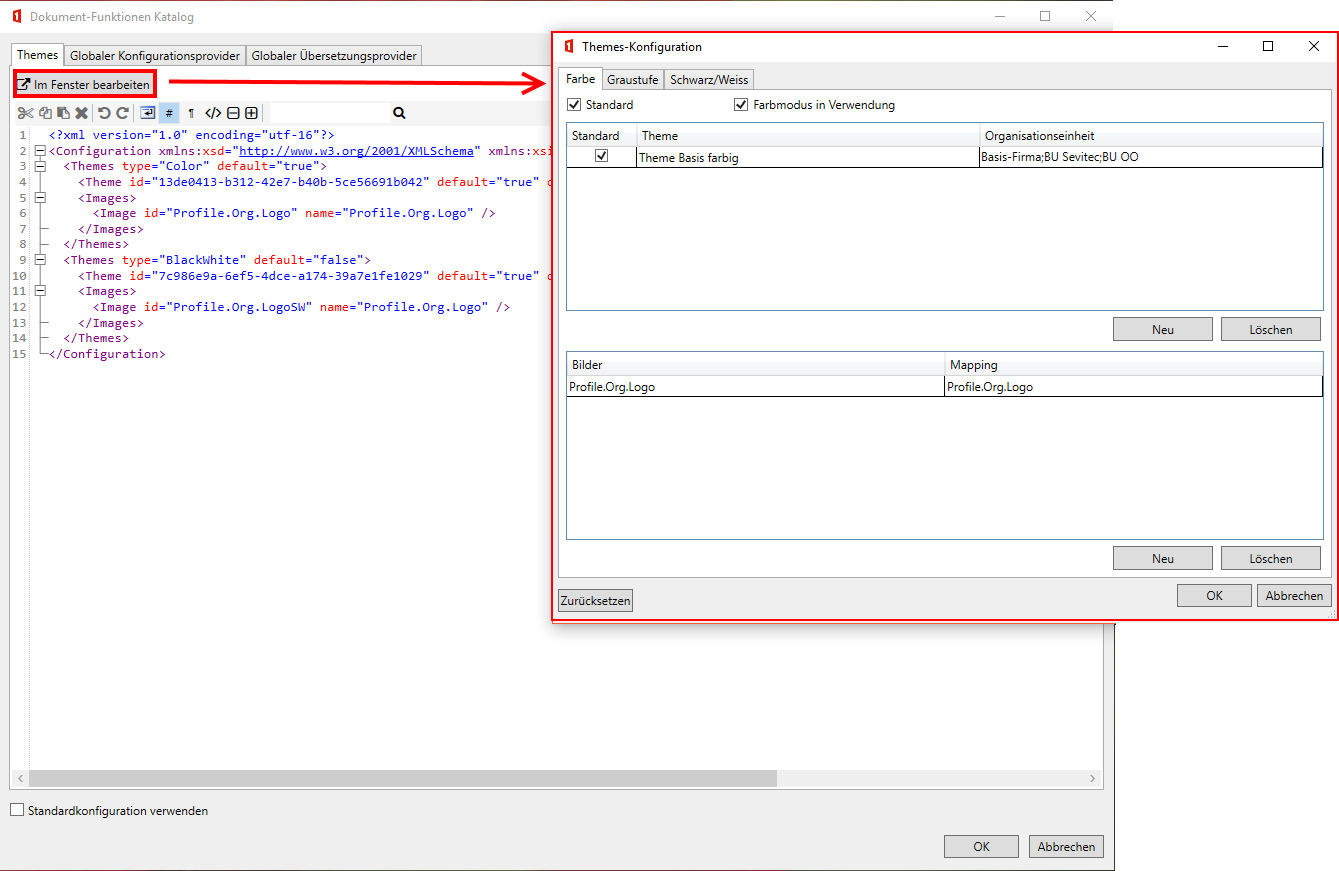 Dokument-Funktionen Katalog
Themes Globaler Konfigurationsprovider Globaler Übersetzungsprovider
Im Fenster bearbeiten
# ¶ </>
1 <?xml version="1.0" encoding="utf-16"?>
2 <Configuration xmlns:xsd="http://www.w3.org/2001/XMLSchema" xmlns:xsi
3 <Themes type="Color" default="true">
4 <Theme id="13de0413-b312-42e7-b40b-5ce56691b042" default="true"
5 <Images>
6 <Image id="Profile.Org.Logo" name="Profile.Org.Logo" />
7 </Images>
8 </Themes>
9 <Themes type="BlackWhite" default="false">
10 <Theme id="7c986e9a-6ef5-4dce-a174-39a7e1fe1029" default="true"
11 <Images>
12 <Image id="Profile.Org.LogoSW" name="Profile.Org.Logo" />
13 </Images>
14 </Themes>
15 </Configuration>
Standardkonfiguration verwenden
OK Abbrechen
Themes-Konfiguration
Farbe Graustufe Schwarz/Weiss
Standard Farbmodus in Verwendung
Standard Theme Organisationseinheit
Theme Basis farbig Basis-Firma;BU Sevitec;BU OO
Neu Löschen
Bilder Mapping
Profile.Org.Logo Profile.Org.Logo
Neu Löschen
Zurücksetzen OK Abbrechen